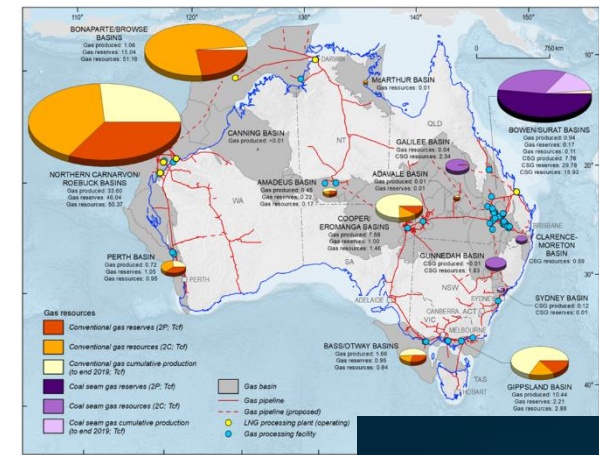 110°
120°
130°
140°
150°
BONAPARTE/BROWSE
BASINS
Gas produced: 1.06
Gas reserves: 13.04
Gas resources: 51.16
0
750 km
DARWIN
McARTHUR BASIN
Gas resources: 0.01
BOWEN/SURAT BASINS
Gas produced: 0.94
Gas reserves: 0.17
Gas resources: 0.11
CSG produced: 7.76
CSG reserves: 29.78
CSG resources: 18.93
CANNING BASIN
Gas produced: <0.01
NT
QLD
GALILEE BASIN
Gas resources: 0.04
CSG resources: 2.34
20°
NORTHERN CARNARVON/
ROEBUCK BASINS
Gas produced: 33.60
Gas reserves: 46.04
Gas resources: 50.37
AMADEUS BASIN
Gas produced: 0.48
Gas reserves: 0.22
Gas resources: 0.17
ADAVALE BASIN
Gas produced: 0.01
Gas reserves: 0.01
WA
COOPER/
EROMANGA BASINS
Gas produced: 7.68
Gas reserves: 1.00
Gas resources: 1.46
BRISBANE
CLARENCE-
MORETON
BASIN
CSG resources: 0.59
PERTH BASIN
Gas produced: 0.72
Gas reserves: 1.05
Gas resources: 0.95
PERTH
SA
GUNNEDAH BASIN
Gas produced: <0.01
CSG resources: 1.83
30°
NSW
SYDNEY
SYDNEY BASIN
CSG produced: 0.12
CSG reserves: 0.01
ADELAIDE
CANBERRA
ACT
VIC
MELBOURNE
BASS/OTWAY BASINS
Gas produced: 1.66
Gas reserves: 0.95
Gas resources: 0.64
TAS
HOBART
GIPPSLAND BASIN
Gas produced: 10.44
Gas reserves: 2.21
Gas resources: 2.88
40°
Gas resources
Conventional gas reserves (2P; Tcf)
Conventional gas resources (2C; Tcf)
Conventional gas cumulative production
(to end 2019; Tcf)
Coal seam gas reserves (2P; Tcf)
Coal seam gas resources (2C; Tcf)
Coal seam gas cumulative production
(to end 2019; Tcf)
Gas basin
Gas pipeline
Gas pipeline (proposed)
LNG processing plant (operating)
Gas processing facility